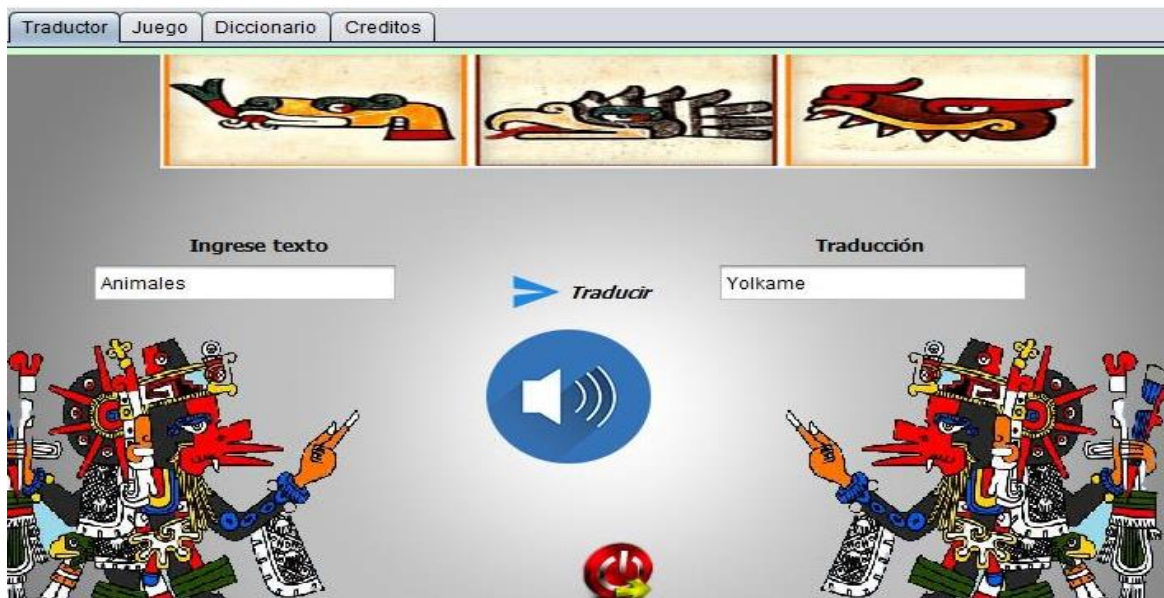 Traductor Juego Diccionario Creditos
Ingrese texto Traducción
Animales Traducir Yolkame